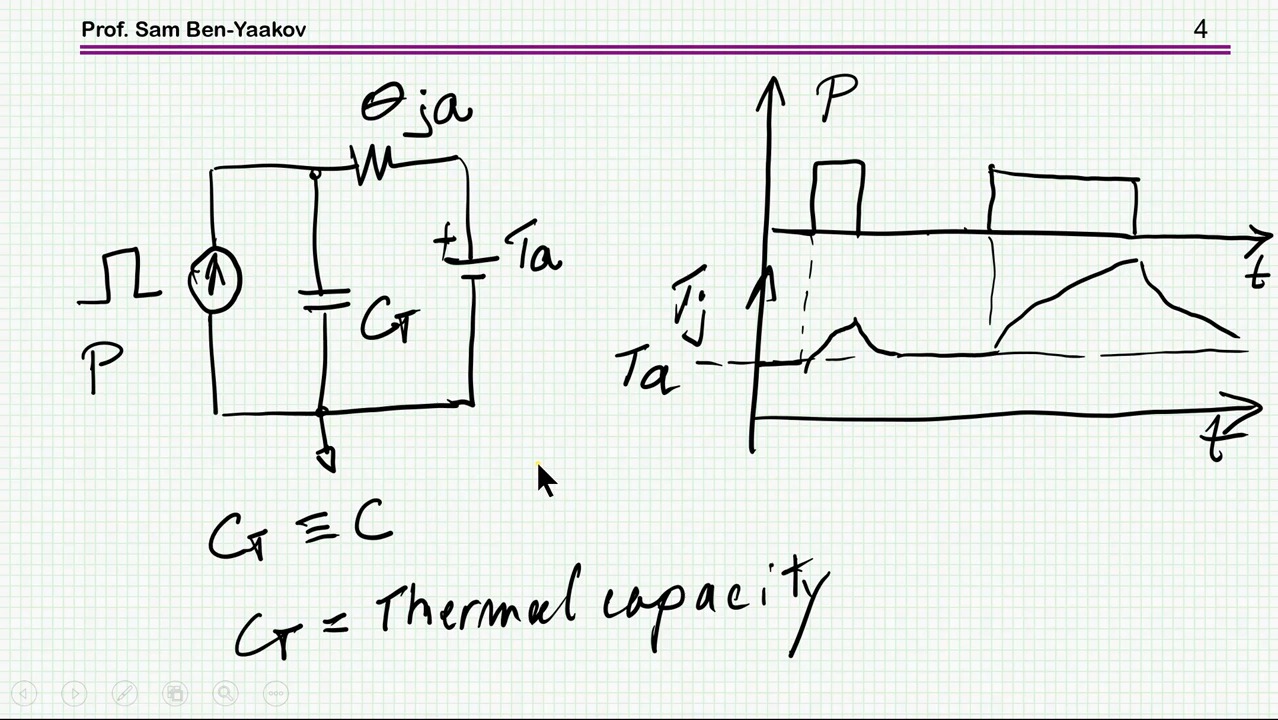 Prof. Sam Ben-Yaakov
4
θja
P
+
Ta
CT
P
t
Tj
Ta
t
CT ≡ C
CT = Thermal capacity